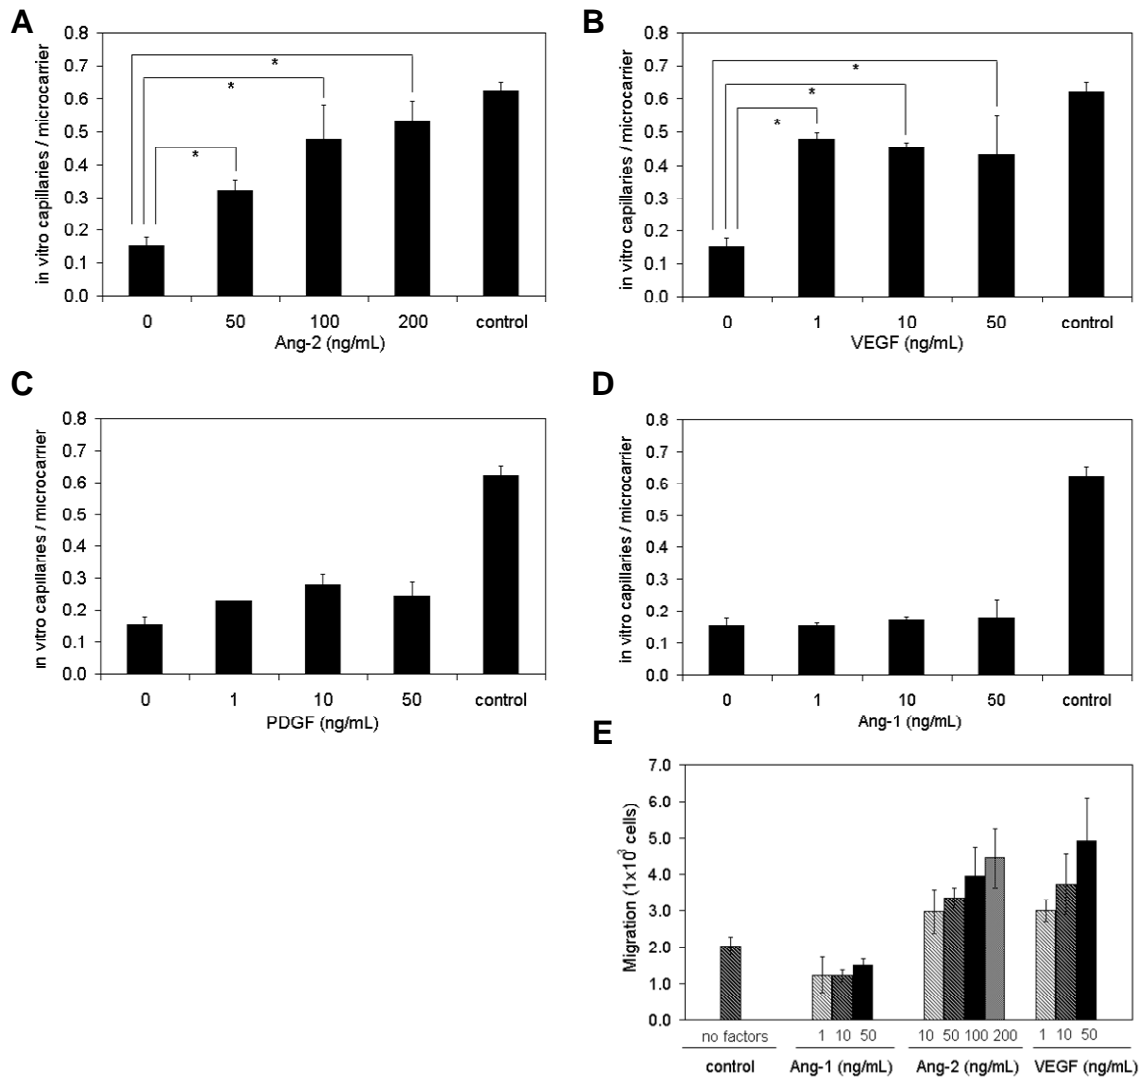 A
in vitro capillaries / microcarrier
0.8
0.7
0.6
0.5
0.4
0.3
0.2
0.1
0.0
*
*
*
0 50 100 200 control
Ang-2 (ng/mL)
B
in vitro capillaries / microcarrier
0.8
0.7
0.6
0.5
0.4
0.3
0.2
0.1
0.0
*
*
*
0 1 10 50 control
VEGF (ng/mL)
C
in vitro capillaries / microcarrier
0.8
0.7
0.6
0.5
0.4
0.3
0.2
0.1
0.0
0 1 10 50 control
PDGF (ng/mL)
D
in vitro capillaries / microcarrier
0.8
0.7
0.6
0.5
0.4
0.3
0.2
0.1
0.0
0 1 10 50 control
Ang-1 (ng/mL)
E
Migration (1x10³ cells)
7.0
6.0
5.0
4.0
3.0
2.0
1.0
0.0
no factors 1 10 50 10 50 100 200 1 10 50
control Ang-1 (ng/mL) Ang-2 (ng/mL) VEGF (ng/mL)